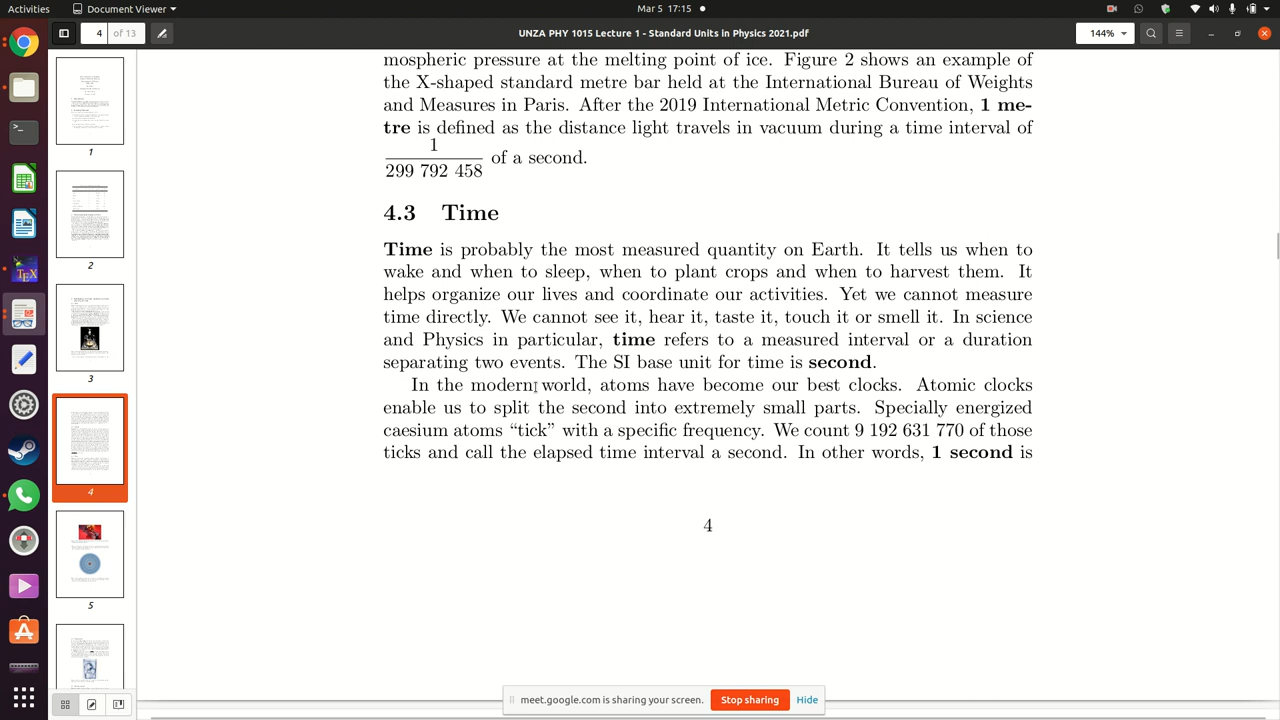 Activities
Document Viewer
Mar 5 17:15
4 of 13
UNZA PHY 1015 Lecture 1 - Standard Units in Physics 2021.pdf
144%
1
2
3
4
5
mospheric pressure at the melting point of ice. Figure 2 shows an example of
the X-shaped standard metre bar held at the International Bureau of Weights
and Measures in Paris. After the 2019 International Metric Convention, 1 me-
tre is defined as the distance light travels in vacuum during a time interval of
1
299 792 458 of a second.
4.3 Time
Time is probably the most measured quantity on Earth. It tells us when to
wake and when to sleep, when to plant crops and when to harvest them. It
helps organize our lives and coordinate our activities. Yet we cannot measure
time directly. We cannot see it, hear it, taste it, touch it or smell it. In science
and Physics in particular, time refers to a measured interval or a duration
separating two events. The SI base unit for time is second.
In the modern world, atoms have become our best clocks. Atomic clocks
enable us to split the second into extremely small parts. Specially energized
caesium atoms “tick” with a specific frequency. We count 9 192 631 770 of those
ticks and call the elapsed time interval a second. In other words, 1 second is
4
meet.google.com is sharing your screen.
Stop sharing
Hide